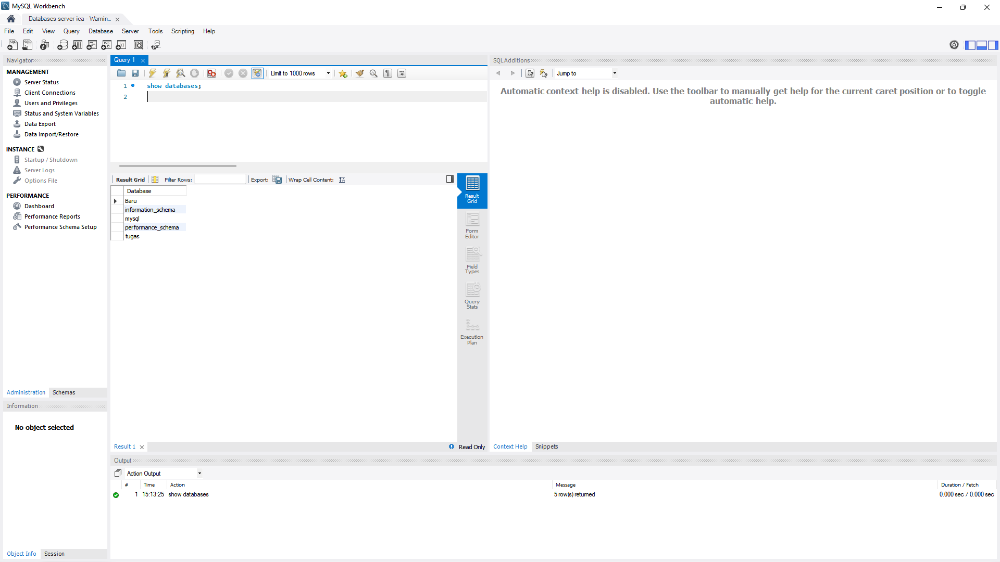 MySQL Workbench
Databases server ica - Warnin...
File Edit View Query Database Server Tools Scripting Help
Navigator
MANAGEMENT
Server Status
Client Connections
Users and Privileges
Status and System Variables
Data Export
Data Import/Restore
INSTANCE
Startup / Shutdown
Server Logs
Options File
PERFORMANCE
Dashboard
Performance Reports
Performance Schema Setup
Administration Schemas
Information
No object selected
Object Info Session
Query 1
Limit to 1000 rows
1 show databases;
2
Result Grid Filter Rows: Export: Wrap Cell Content:
Database
Baru
information_schema
mysql
performance_schema
tugas
Result
Grid
Form
Editor
Field
Types
Query
Stats
Execution
Plan
Result 1 Read Only
SQLAdditions
Jump to
Automatic context help is disabled. Use the toolbar to manually get help for the current caret position or to toggle
automatic help.
Context Help Snippets
Output
Action Output
# Time Action Message Duration / Fetch
1 15:13:25 show databases 5 row(s) returned 0.000 sec / 0.000 sec